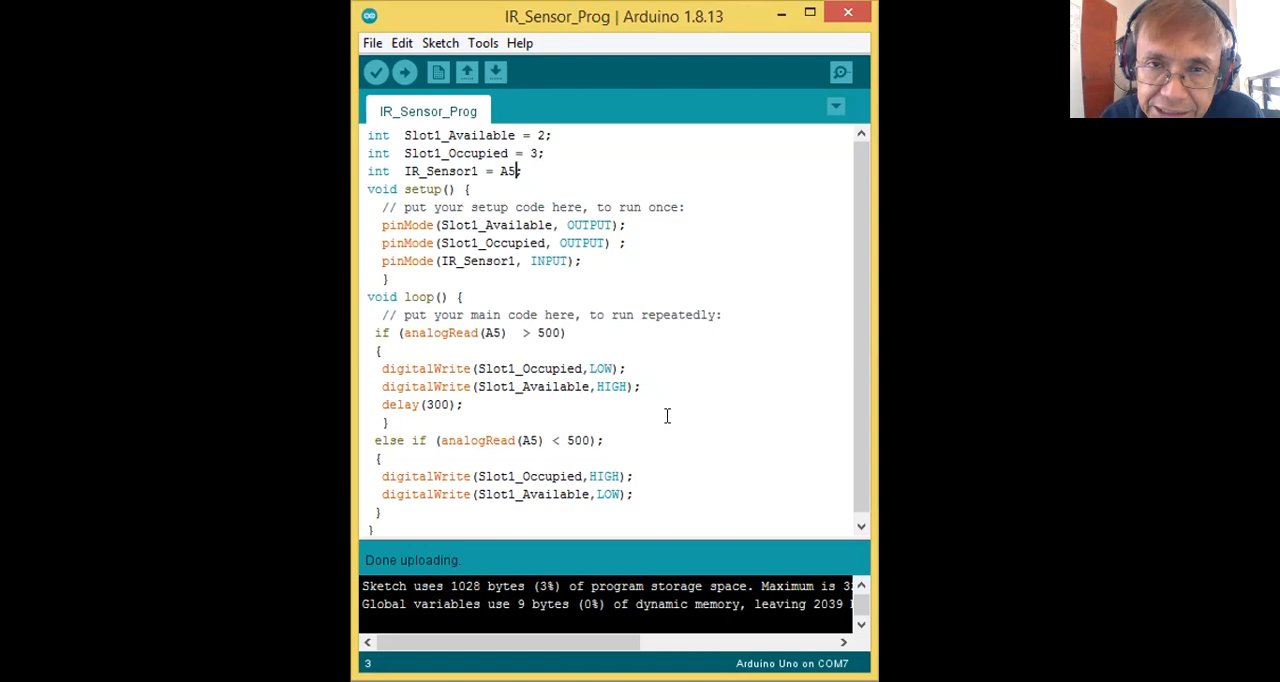 IR_Sensor_Prog | Arduino 1.8.13
File Edit Sketch Tools Help
IR_Sensor_Prog
int Slot1_Available = 2;
int Slot1_Occupied = 3;
int IR_Sensor1 = A5;
void setup() {
// put your setup code here, to run once:
pinMode(Slot1_Available, OUTPUT);
pinMode(Slot1_Occupied, OUTPUT) ;
pinMode(IR_Sensor1, INPUT);
}
void loop() {
// put your main code here, to run repeatedly:
if (analogRead(A5) > 500)
{
digitalWrite(Slot1_Occupied,LOW);
digitalWrite(Slot1_Available,HIGH);
delay(300);
}
else if (analogRead(A5) < 500);
{
digitalWrite(Slot1_Occupied,HIGH);
digitalWrite(Slot1_Available,LOW);
}
}
Done uploading.
Sketch uses 1028 bytes (3%) of program storage space. Maximum is 3
Global variables use 9 bytes (0%) of dynamic memory, leaving 2039
3 Arduino Uno on COM7